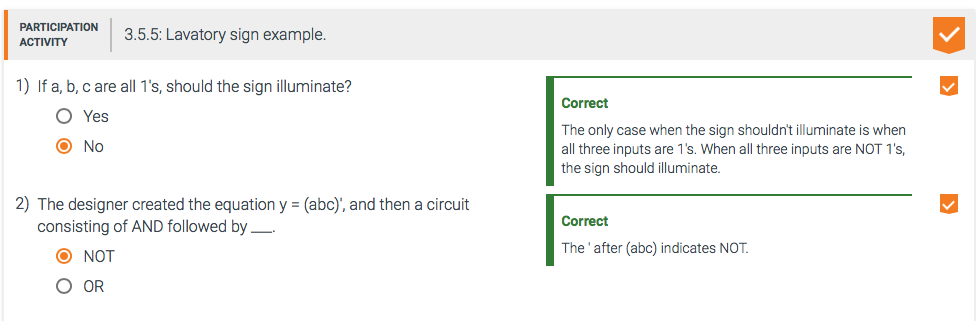 PARTICIPATION
ACTIVITY
3.5.5: Lavatory sign example.
1) If a, b, c are all 1's, should the sign illuminate?
Yes
No
Correct
The only case when the sign shouldn't illuminate is when
all three inputs are 1's. When all three inputs are NOT 1's,
the sign should illuminate.
2) The designer created the equation y = (abc)', and then a circuit
consisting of AND followed by ___.
NOT
OR
Correct
The ' after (abc) indicates NOT.